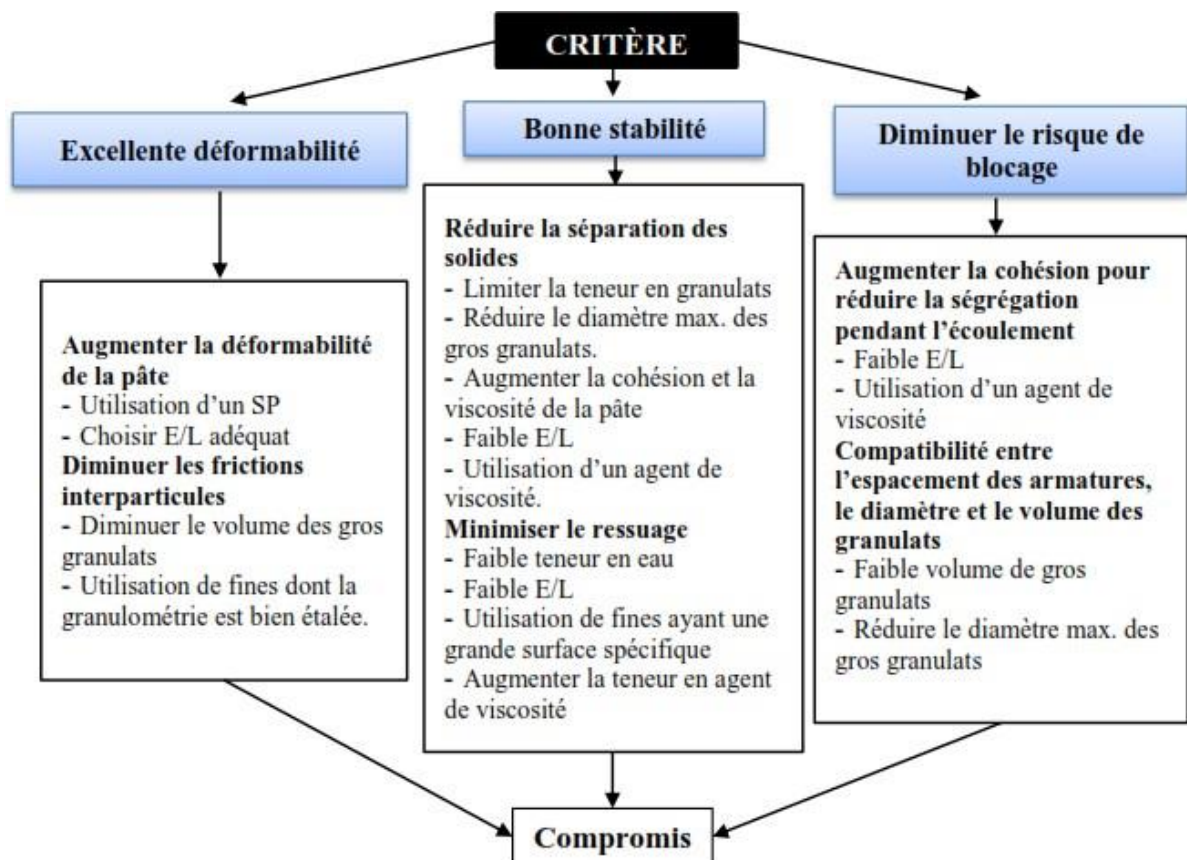 CRITÈRE
Excellente déformabilité
Bonne stabilité
Diminuer le risque de
blocage
Augmenter la déformabilité
de la pâte
- Utilisation d’un SP
- Choisir E/L adéquat
Diminuer les frictions
interparticules
- Diminuer le volume des gros
granulats
- Utilisation de fines dont la
granulométrie est bien étalée.
Réduire la séparation des
solides
- Limiter la teneur en granulats
- Réduire le diamètre max. des
gros granulats.
- Augmenter la cohésion et la
viscosité de la pâte
- Faible E/L
- Utilisation d’un agent de
viscosité.
Minimiser le ressuage
- Faible teneur en eau
- Faible E/L
- Utilisation de fines ayant une
grande surface spécifique
- Augmenter la teneur en agent
de viscosité
Augmenter la cohésion pour
réduire la ségrégation
pendant l’écoulement
- Faible E/L
- Utilisation d’un agent de
viscosité
Compatibilité entre
l’espacement des armatures,
le diamètre et le volume des
granulats
- Faible volume de gros
granulats
- Réduire le diamètre max. des
gros granulats
Compromis